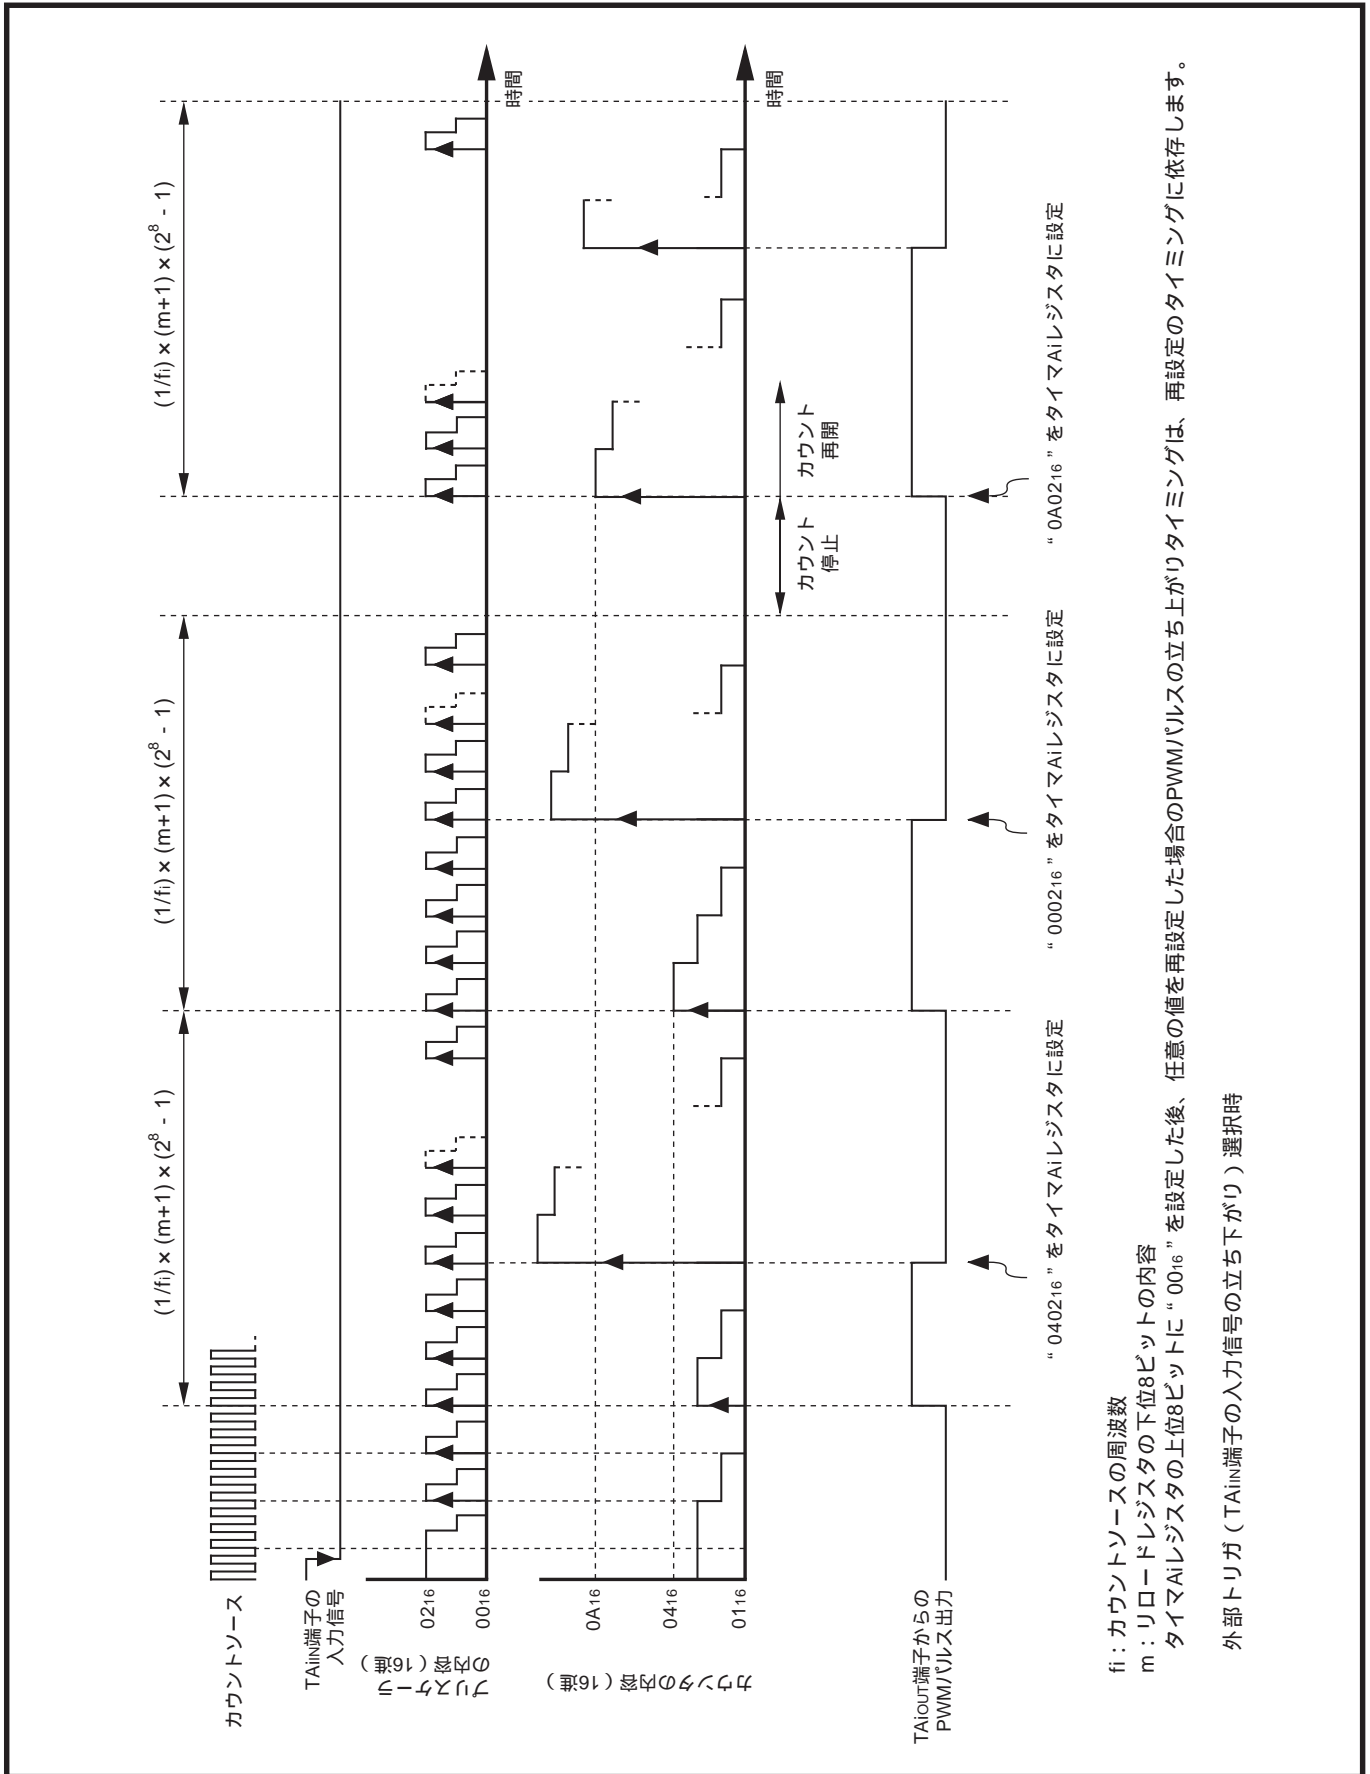 (1/fi) × (m+1) × (2⁸ - 1)
(1/fi) × (m+1) × (2⁸ - 1)
(1/fi) × (m+1) × (2⁸ - 1)
カウントソース
TAiIN端子の
入力信号
プリスケーラ
の内容（16進）
02₁₆
00₁₆
時間
カウンタの内容（16進）
0A₁₆
04₁₆
01₁₆
時間
カウント
停止
カウント
再開
TAiOUT端子からの
PWMパルス出力
“0402₁₆”をタイマAiレジスタに設定
“0002₁₆”をタイマAiレジスタに設定
“0A02₁₆”をタイマAiレジスタに設定
fi：カウントソースの周波数
m：リロードレジスタの下位8ビットの内容
タイマAiレジスタの上位8ビットに“00₁₆”を設定した後、任意の値を再設定した場合のPWMパルスの立ち上がりタイミングは、再設定のタイミングに依存します。
外部トリガ（TAiIN端子の入力信号の立ち下がり）選択時